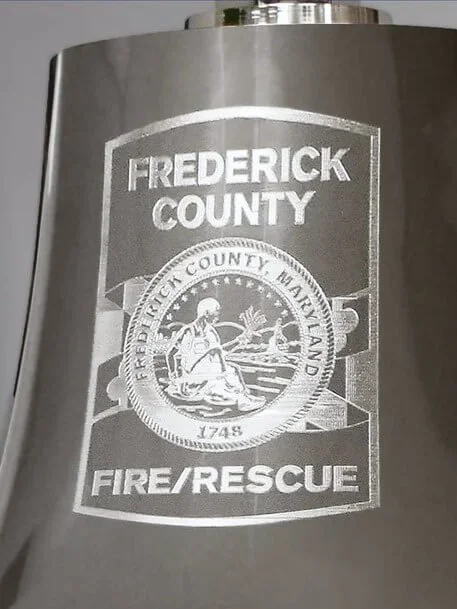 FREDERICK
COUNTY
FREDERICK COUNTY, MARYLAND
1748
FIRE/RESCUE